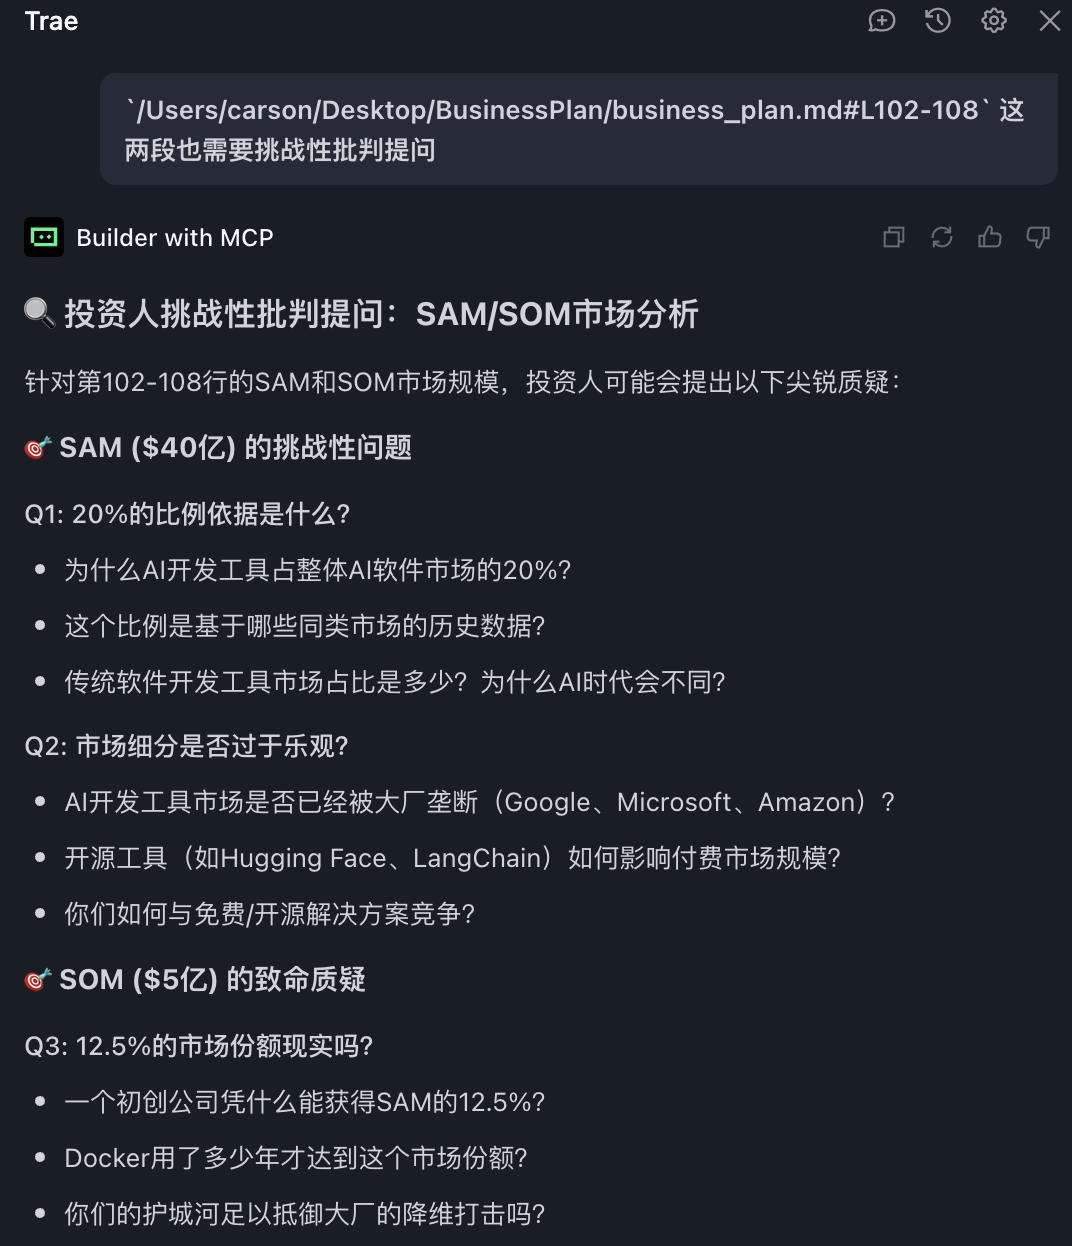 Trae
`/Users/carson/Desktop/BusinessPlan/business_plan.md#L102-108` 这
两段也需要挑战性批判提问
Builder with MCP
🔍 投资人挑战性批判提问：SAM/SOM市场分析
针对第102-108行的SAM和SOM市场规模，投资人可能会提出以下尖锐质疑：
🎯 SAM ($40亿) 的挑战性问题
Q1: 20%的比例依据是什么？
• 为什么AI开发工具占整体AI软件市场的20%？
• 这个比例是基于哪些同类市场的历史数据？
• 传统软件开发工具市场占比是多少？为什么AI时代会不同？
Q2: 市场细分是否过于乐观？
• AI开发工具市场是否已经被大厂垄断（Google、Microsoft、Amazon）？
• 开源工具（如Hugging Face、LangChain）如何影响付费市场规模？
• 你们如何与免费/开源解决方案竞争？
🎯 SOM ($5亿) 的致命质疑
Q3: 12.5%的市场份额现实吗？
• 一个初创公司凭什么能获得SAM的12.5%？
• Docker用了多少年才达到这个市场份额？
• 你们的护城河足以抵御大厂的降维打击吗？